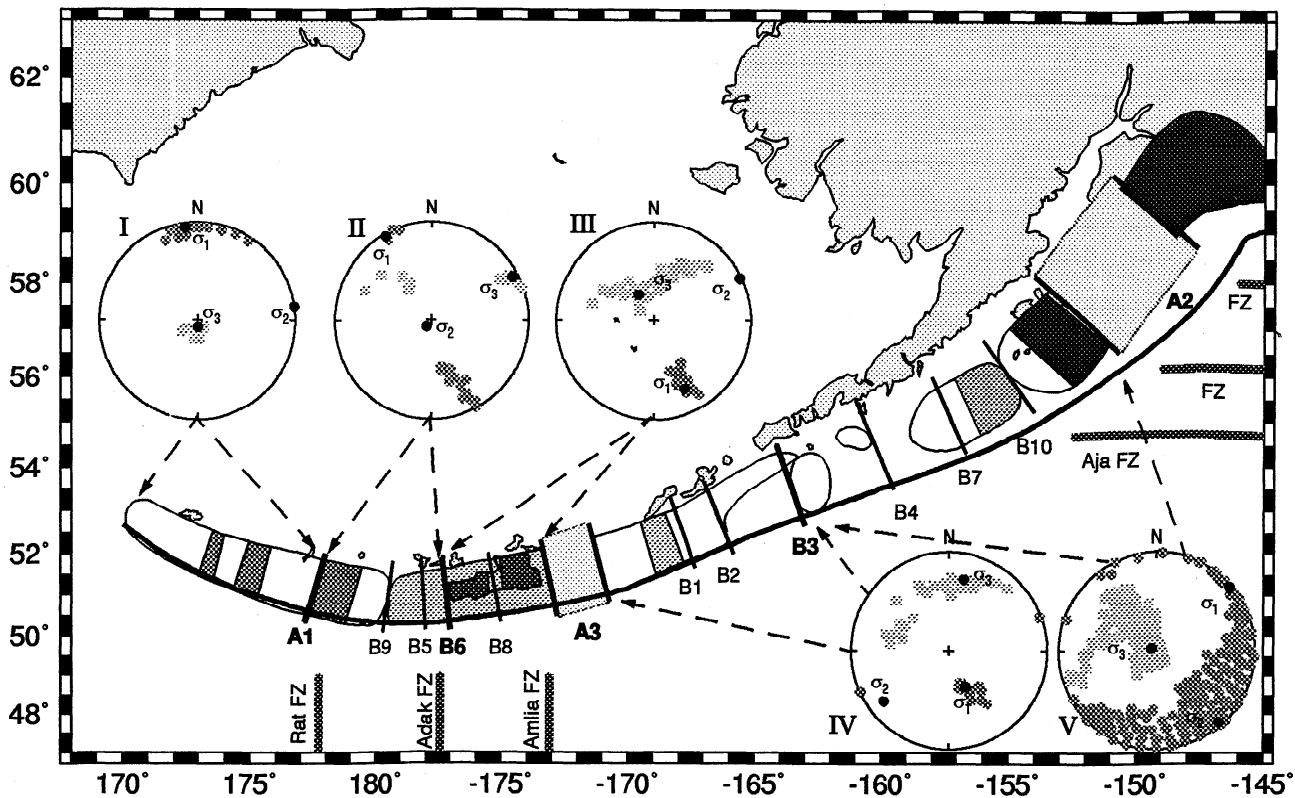 62°
60°
58°
56°
54°
52°
50°
48°
I
N
σ1
σ2
σ3
II
N
σ1
σ3
σ2
III
N
σ3
σ2
σ1
A2
FZ
FZ
Aja FZ
B10
B7
B4
B3
B2
B1
A3
B8
B6
B5
B9
A1
Rat FZ
Adak FZ
Amlia FZ
IV
N
σ3
σ2
σ1
V
N
σ1
σ3
170°
175°
180°
-175°
-170°
-165°
-160°
-155°
-150°
-145°